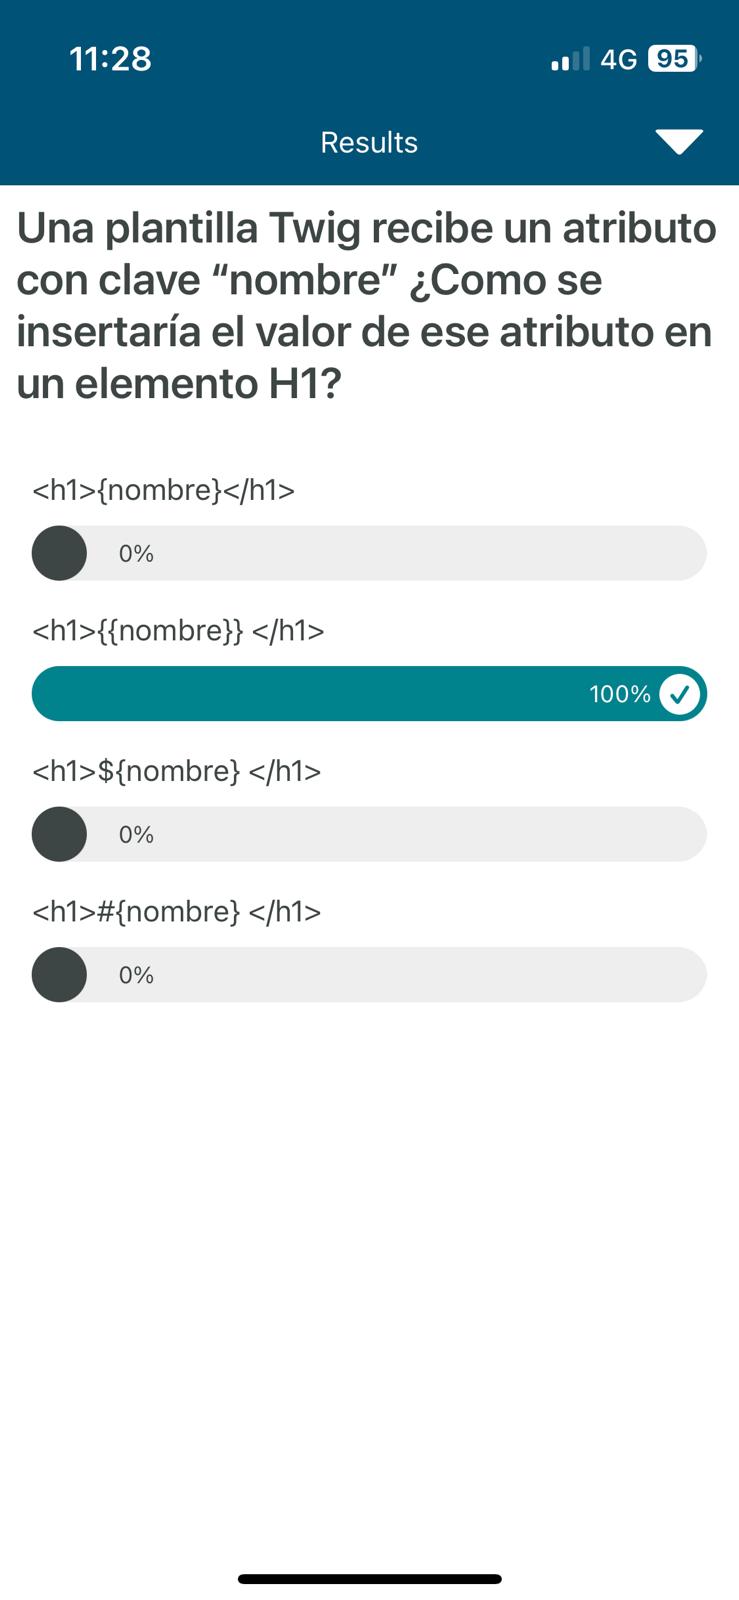 11:28
4G 95
Results
Una plantilla Twig recibe un atributo
con clave “nombre” ¿Como se
insertaría el valor de ese atributo en
un elemento H1?
<h1>{nombre}</h1>
0%
<h1>{{nombre}} </h1>
100%
<h1>${nombre} </h1>
0%
<h1>#{nombre} </h1>
0%